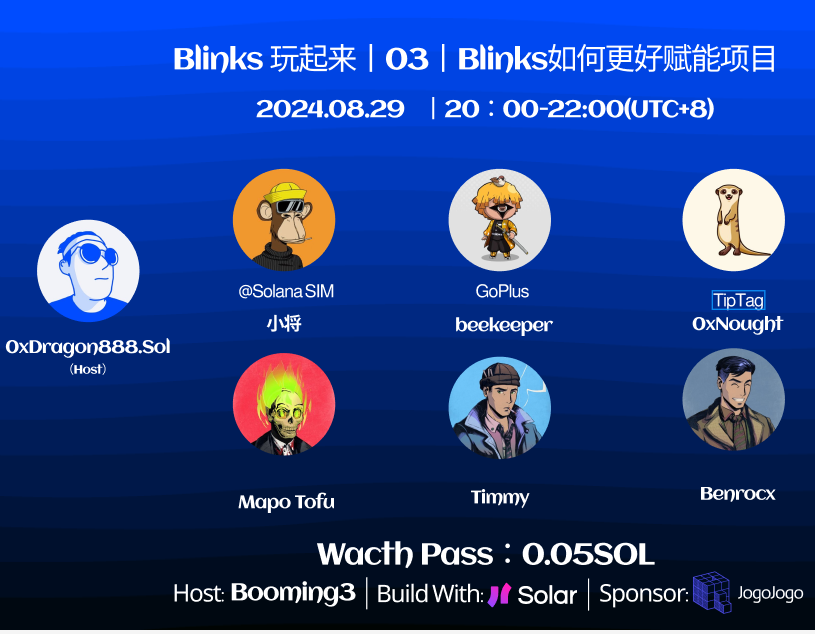 Blinks 玩起来｜03｜Blinks如何更好赋能项目
2024.08.29 ｜20：00-22:00(UTC+8)
@Solana SIM
小将
GoPlus
beekeeper
TipTag
0xNought
0xDragon888.Sol
（Host）
Mapo Tofu
Timmy
Benrocx
Wacth Pass：0.05SOL
Host: Booming3｜Build With: Solar｜Sponsor: JogoJogo